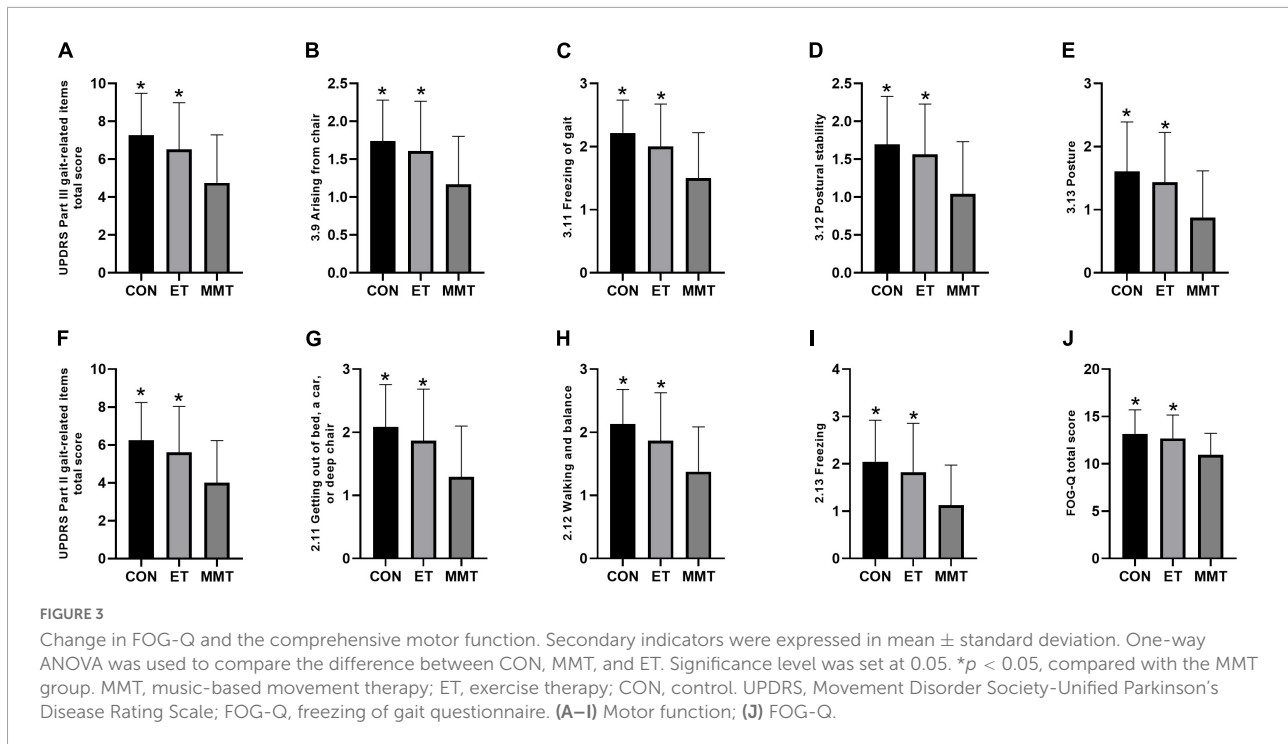 A
UPDRS Part III gait-related items
total score
10
8
6
4
2
0
* *
CON ET MMT
B
3.9 Arising from chair
2.5
2.0
1.5
1.0
0.5
0.0
* *
CON ET MMT
C
3.11 Freezing of gait
3
2
1
0
* *
CON ET MMT
D
3.12 Postural stability
2.5
2.0
1.5
1.0
0.5
0.0
* *
CON ET MMT
E
3.13 Posture
3
2
1
0
* *
CON ET MMT
F
UPDRS Part II gait-related items
total score
10
8
6
4
2
0
* *
CON ET MMT
G
2.11 Getting out of bed, a car,
or deep chair
3
2
1
0
* *
CON ET MMT
H
2.12 Walking and balance
3
2
1
0
* *
CON ET MMT
I
2.13 Freezing
4
3
2
1
0
* *
CON ET MMT
J
FOG-Q total score
20
15
10
5
0
* *
CON ET MMT
FIGURE 3
Change in FOG-Q and the comprehensive motor function. Secondary indicators were expressed in mean ± standard deviation. One-way
ANOVA was used to compare the difference between CON, MMT, and ET. Significance level was set at 0.05. *p < 0.05, compared with the MMT
group. MMT, music-based movement therapy; ET, exercise therapy; CON, control. UPDRS, Movement Disorder Society-Unified Parkinson's
Disease Rating Scale; FOG-Q, freezing of gait questionnaire. (A–I) Motor function; (J) FOG-Q.